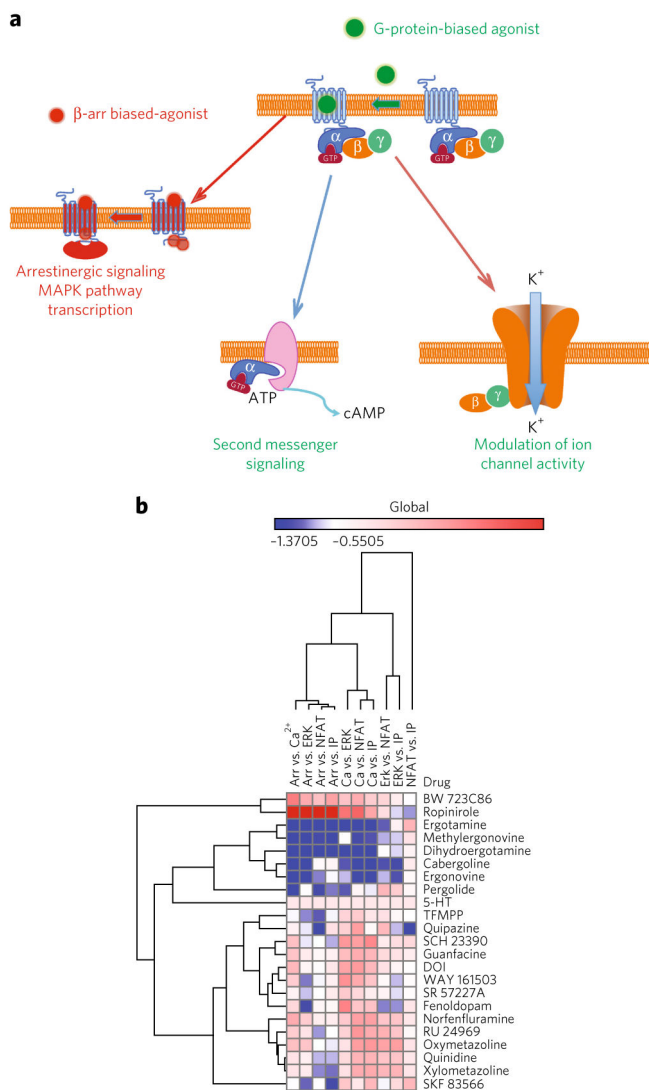 a
G-protein-biased agonist
β-arr biased-agonist
α
β
γ
GTP
α
β
γ
GTP
Arrestinergic signaling
MAPK pathway
transcription
K+
α
GTP
ATP
cAMP
β
γ
K+
Second messenger
signaling
Modulation of ion
channel activity
b
Global
−1.3705
−0.5505
Arr vs. Ca2+
Arr vs. ERK
Arr vs. NFAT
Arr vs. IP
Ca vs. ERK
Ca vs. NFAT
Ca vs. IP
Erk vs. NFAT
ERK vs. IP
NFAT vs. IP
Drug
BW 723C86
Ropinirole
Ergotamine
Methylergonovine
Dihydroergotamine
Cabergoline
Ergonovine
Pergolide
5-HT
TFMPP
Quipazine
SCH 23390
Guanfacine
DOI
WAY 161503
SR 57227A
Fenoldopam
Norfenfluramine
RU 24969
Oxymetazoline
Quinidine
Xylometazoline
SKF 83566